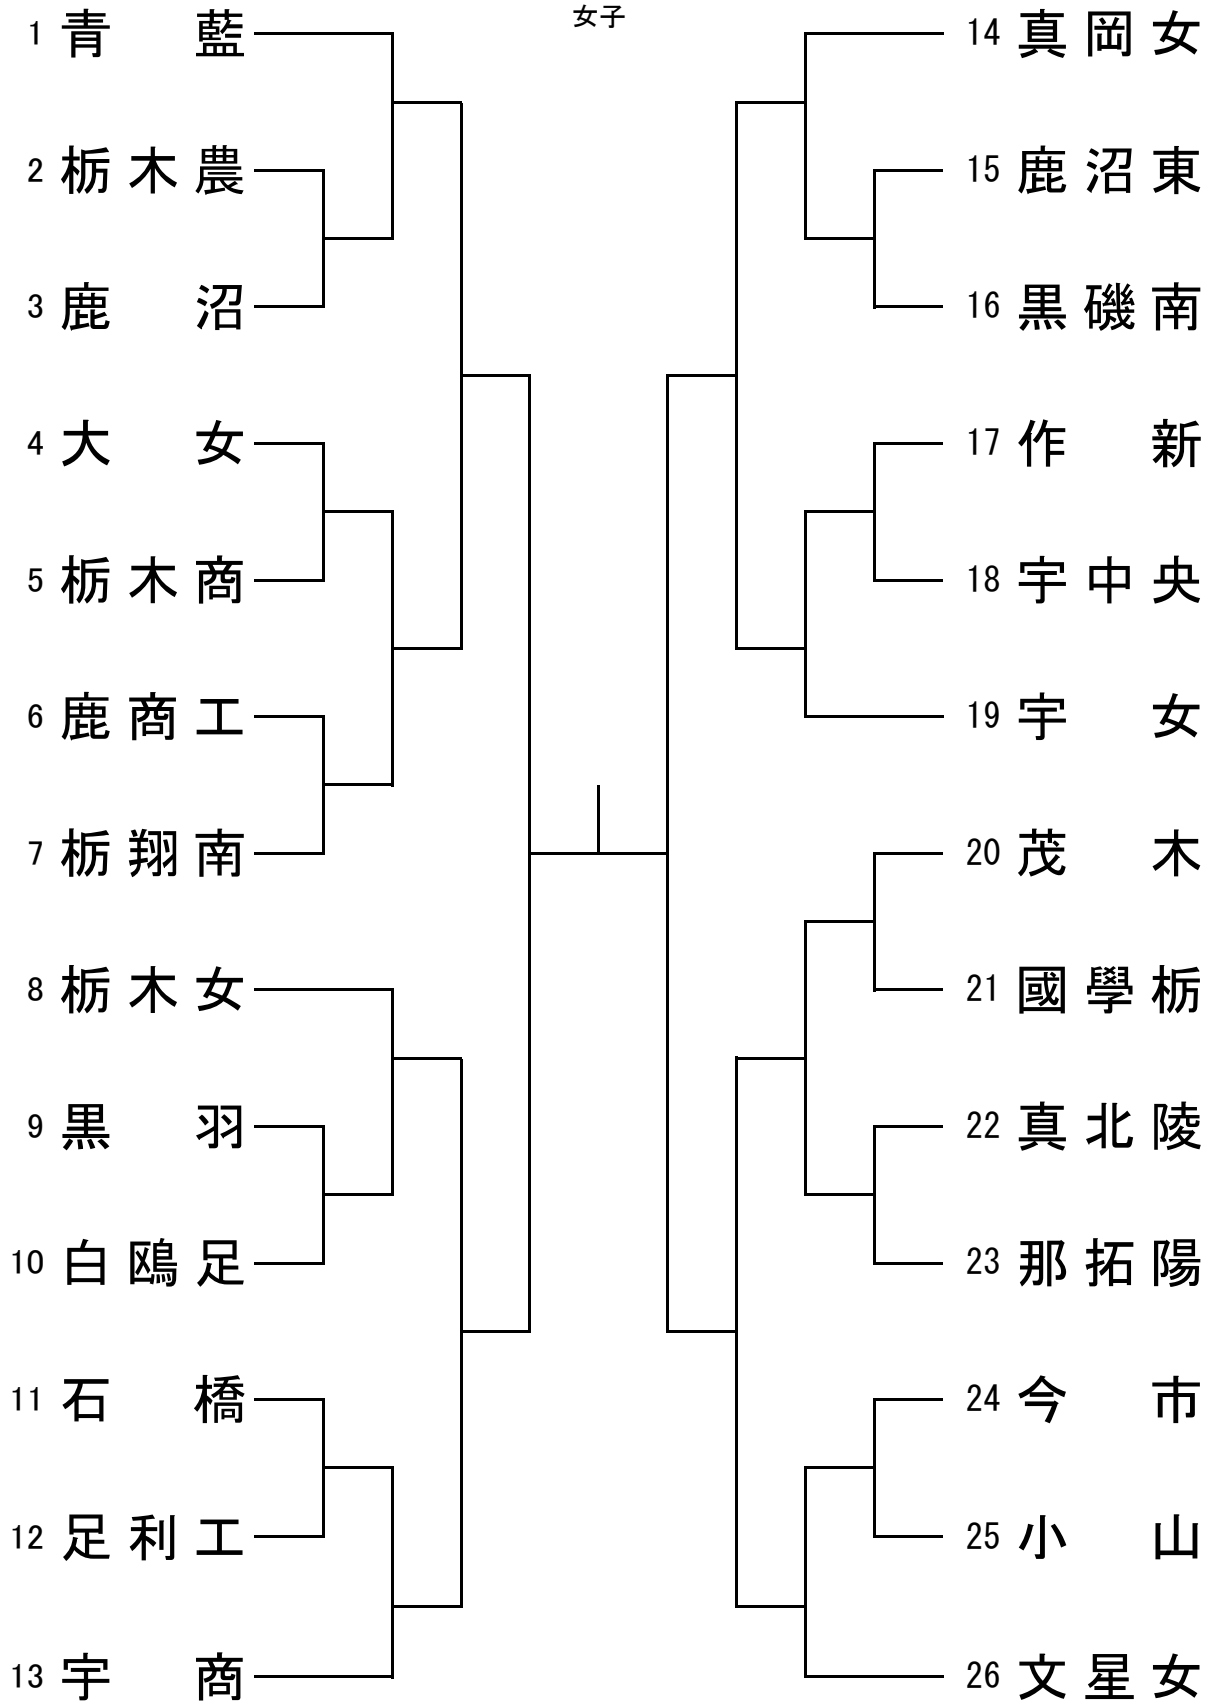 女子
1 青藍
2 栃木農
3 鹿沼
4 大女
5 栃木商
6 鹿商工
7 栃翔南
8 栃木女
9 黒羽
10 白鴎足
11 石橋
12 足利工
13 宇商
14 真岡女
15 鹿沼東
16 黒磯南
17 作新
18 宇中央
19 宇女
20 茂木
21 國學栃
22 真北陵
23 那拓陽
24 今市
25 小山
26 文星女